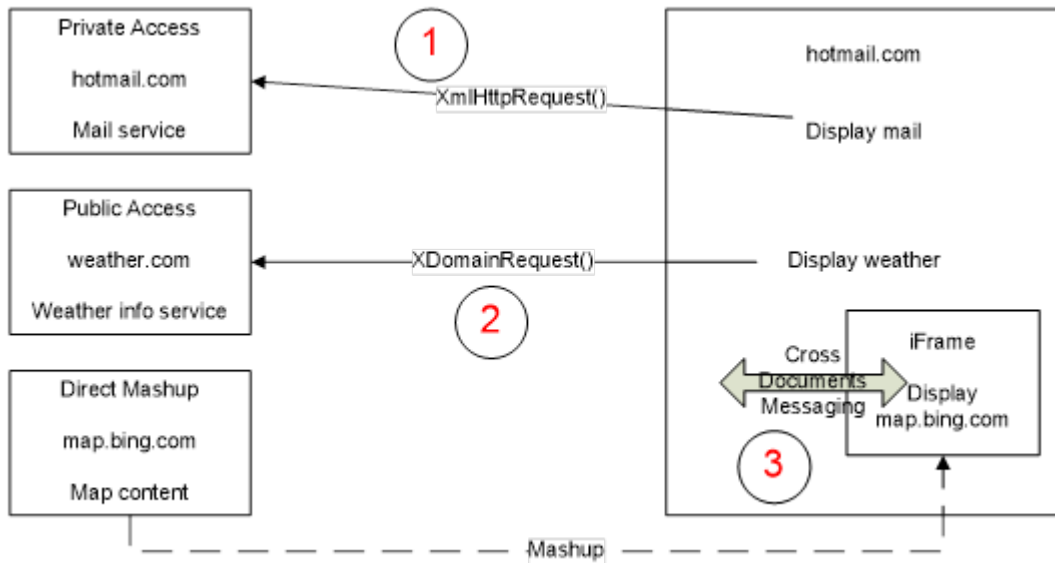 Private Access
hotmail.com
Mail service
1
XmlHttpRequest()
hotmail.com
Display mail
Public Access
weather.com
Weather info service
XDomainRequest()
2
Display weather
Direct Mashup
map.bing.com
Map content
Cross
Documents
Messaging
3
iFrame
Display
map.bing.com
Mashup